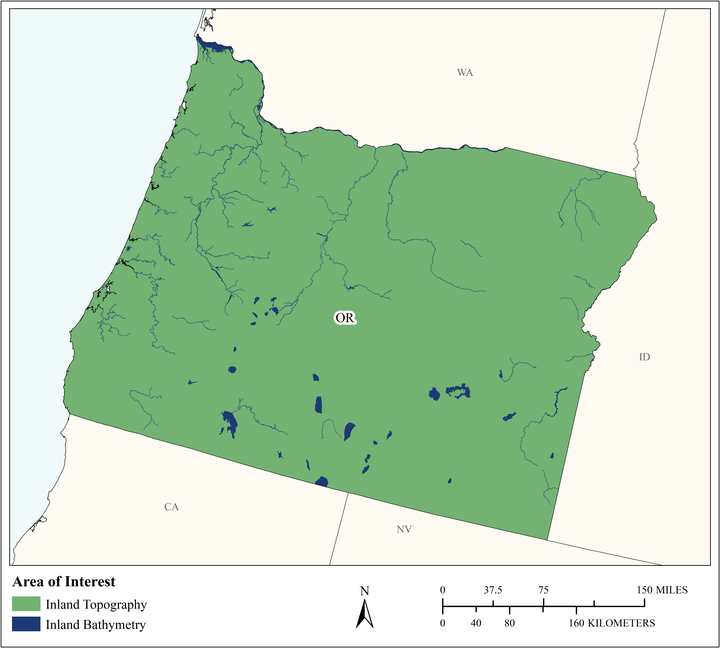 WA
OR
ID
CA
NV
Area of Interest
Inland Topography
Inland Bathymetry
N
0 37.5 75 150 MILES
0 40 80 160 KILOMETERS